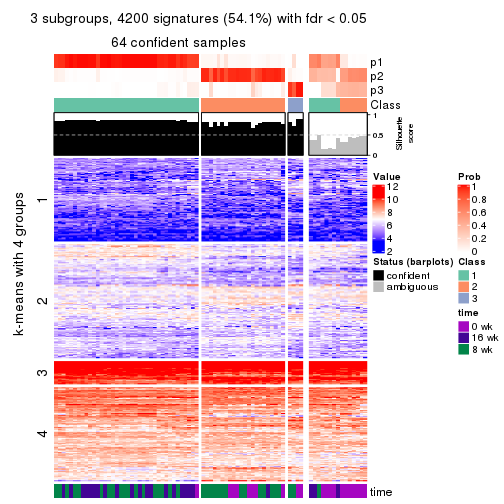 3 subgroups, 4200 signatures (54.1%) with fdr < 0.05
64 confident samples
p1
p2
p3
Class
1
0.5
0
Silhouette
score
k-means with 4 groups
1
2
3
4
time
Value
12
10
8
6
4
2
Prob
1
0.8
0.6
0.4
0.2
0
Status (barplots)
confident
ambiguous
Class
1
2
3
time
0 wk
16 wk
8 wk